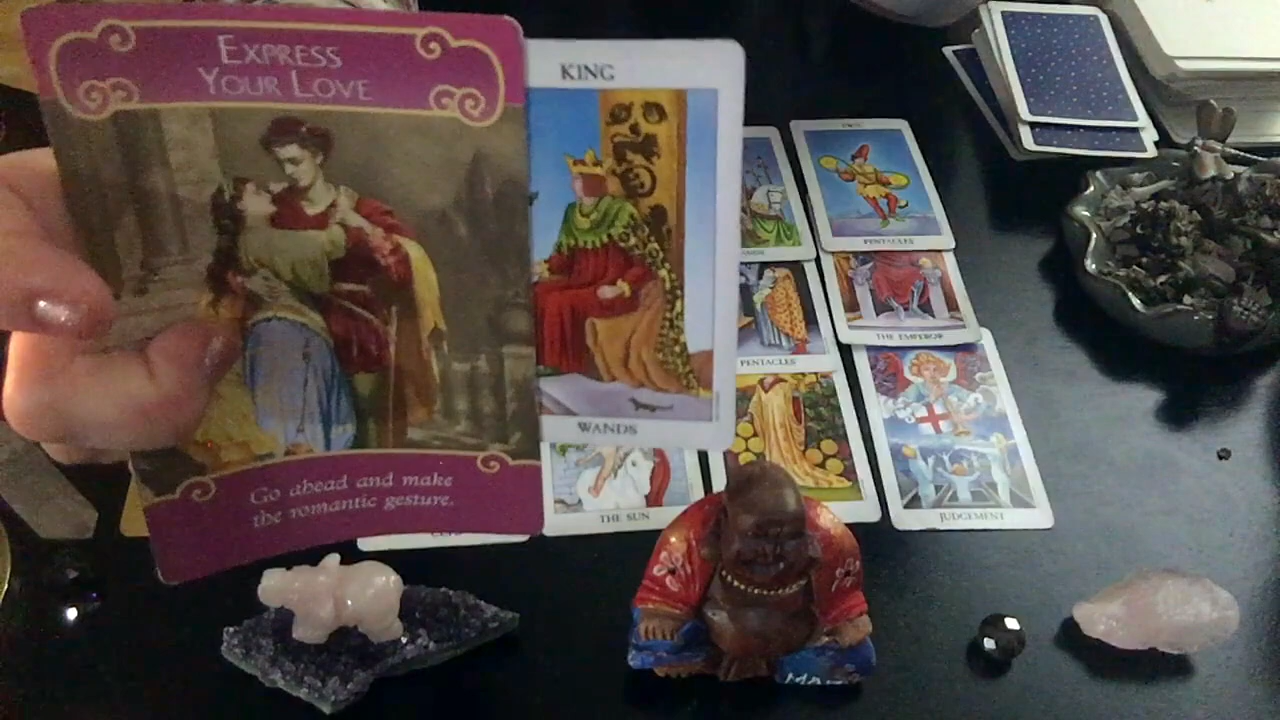 EXPRESS
YOUR LOVE
Go ahead and make
the romantic gesture.
KING
WANDS
PENTACLES
THE EMPEROR
PENTACLES
THE SUN
JUDGEMENT